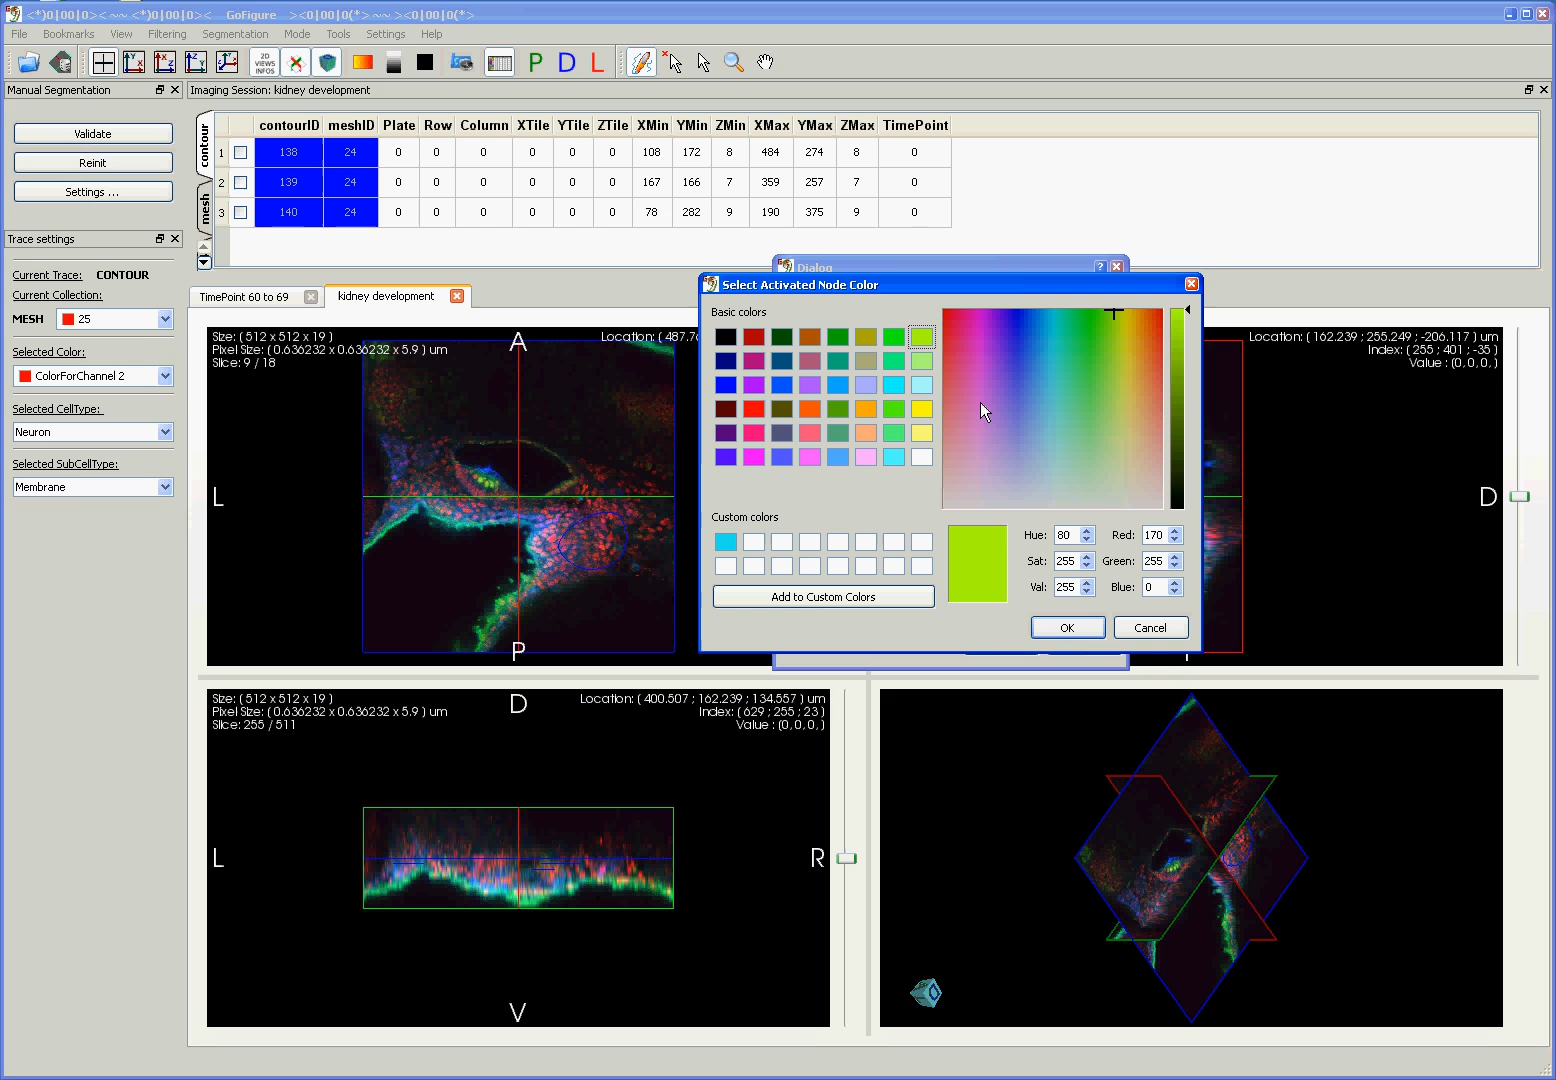 <*)0|00|0>< ~~ <*)0|00|0>< GoFigure ><0|00|0(*> ~~ ><0|00|0(*>
File Bookmarks View Filtering Segmentation Mode Tools Settings Help
2D VIEWS INFOS P D L
Manual Segmentation
Imaging Session: kidney development
Validate
Reinit
Settings ...
contour
mesh
contourID meshID Plate Row Column XTile YTile ZTile XMin YMin ZMin XMax YMax ZMax TimePoint
1 138 24 0 0 0 0 0 0 108 172 8 484 274 8 0
2 139 24 0 0 0 0 0 0 167 166 7 359 257 7 0
3 140 24 0 0 0 0 0 0 78 282 9 190 375 9 0
Trace settings
Current Trace: CONTOUR
Current Collection:
MESH 25
Selected Color:
ColorForChannel 2
Selected CellType:
Neuron
Selected SubCellType:
Membrane
TimePoint 60 to 69
kidney development
Size: ( 512 x 512 x 19 )
Pixel Size: ( 0.636232 x 0.636232 x 5.9 ) um
Slice: 9 / 18
Location: ( 487.7
A
L
P
Dialog
Select Activated Node Color
Basic colors
Custom colors
Add to Custom Colors
Hue: 80 Red: 170
Sat: 255 Green: 255
Val: 255 Blue: 0
OK Cancel
Location: ( 162.239 ; 255.249 ; -206.117 ) um
Index: ( 255 ; 401 ; -35 )
Value : (0, 0, 0, )
D
Size: ( 512 x 512 x 19 )
Pixel Size: ( 0.636232 x 0.636232 x 5.9 ) um
Slice: 255 / 511
D
Location: ( 400.507 ; 162.239 ; 134.557 ) um
Index: ( 629 ; 255 ; 23 )
Value : (0, 0, 0, )
L
R
V